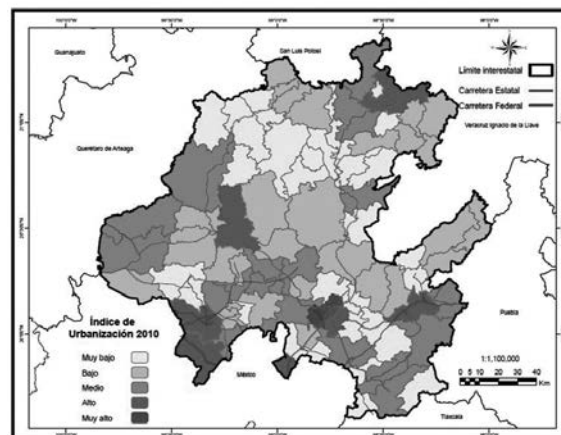 Guanajuato
San Luis Potosí
Límite interestatal
Carretera Estatal
Carretera Federal
Veracruz Ignacio de la Llave
Querétaro de Arteaga
Índice de
Urbanización 2010
Muy bajo
Bajo
Medio
Alto
Muy alto
Puebla
1:1,100,000
0 5 10 20 30 40
Km
México
Tlaxcala